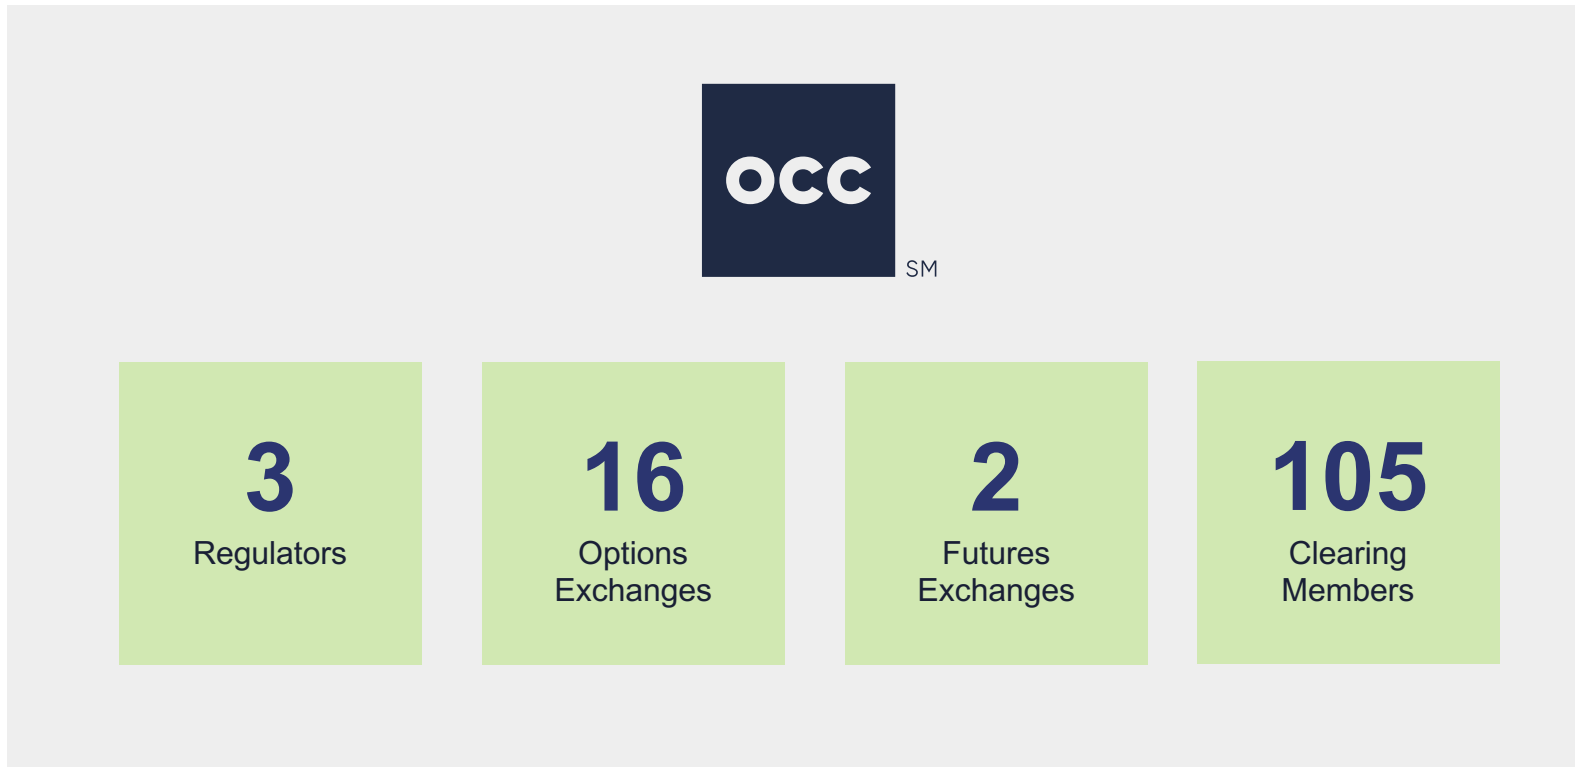 occ
SM
3
Regulators
16
Options
Exchanges
2
Futures
Exchanges
105
Clearing
Members